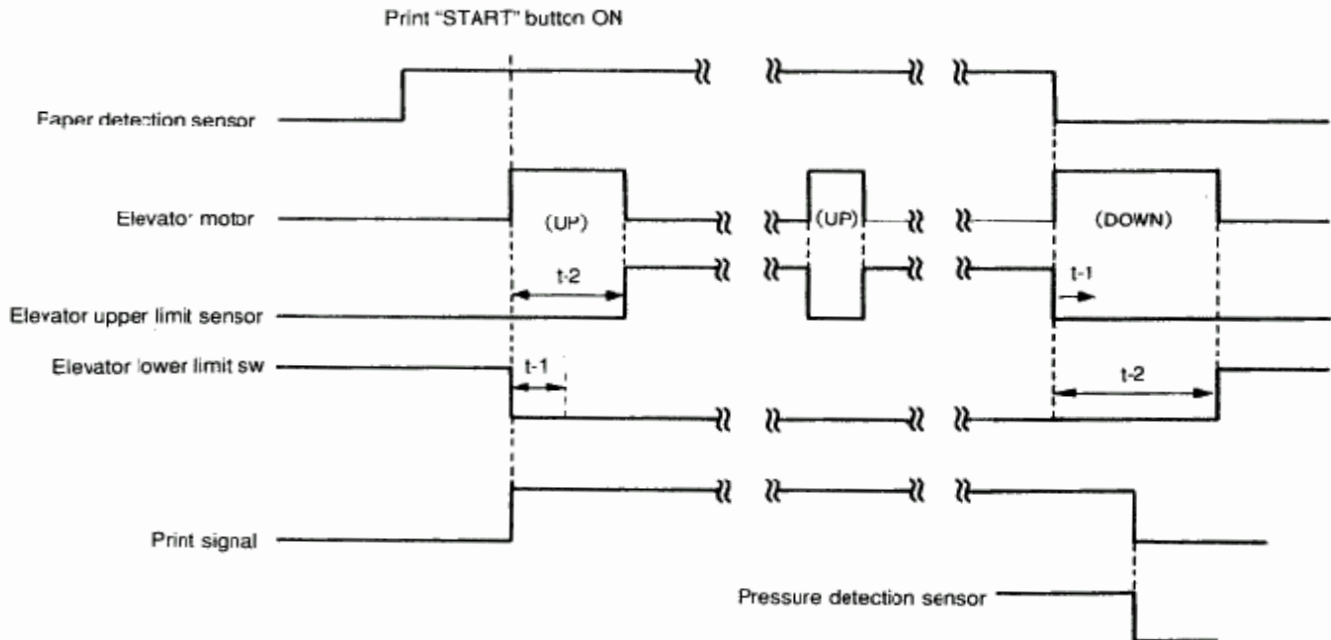 Print "START" button ON
Paper detection sensor
Elevator motor
(UP)
(UP)
(DOWN)
t-2
t-1
Elevator upper limit sensor
Elevator lower limit sw
t-1
t-2
Print signal
Pressure detection sensor